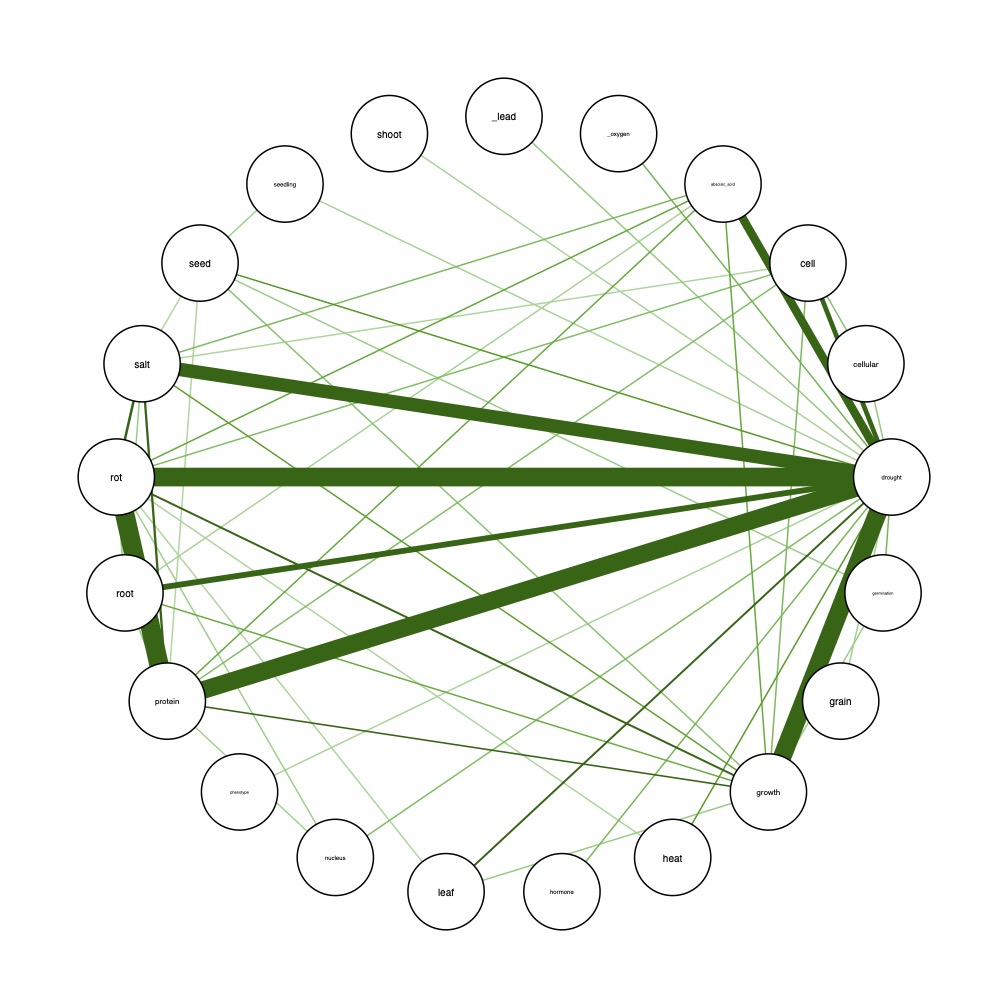 _lead
shoot
_oxygen
seedling
abscisic_acid
seed
cell
salt
cellular
rot
drought
root
germination
protein
grain
phenotype
growth
nucleus
heat
leaf
hormone